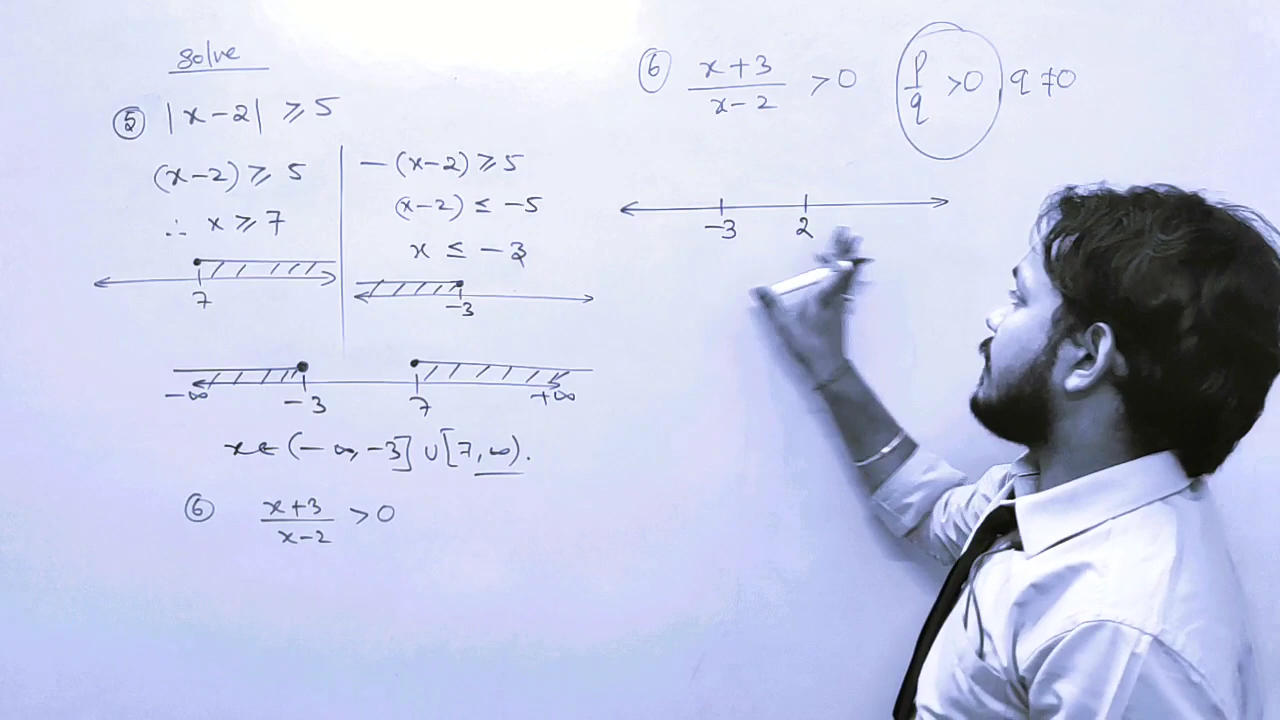 solve
⑤ |x-2| ⩾ 5
(x-2) ⩾ 5
∴ x ⩾ 7
7
-(x-2) ⩾ 5
(x-2) ≤ -5
x ≤ -3
-3
-∞ -3 7 +∞
x∈ (-∞, -3] ∪ [7, ∞).
⑥ x+3 / x-2 > 0
⑥ x+3 / x-2 > 0 p / q > 0, q ≠ 0
-3 2